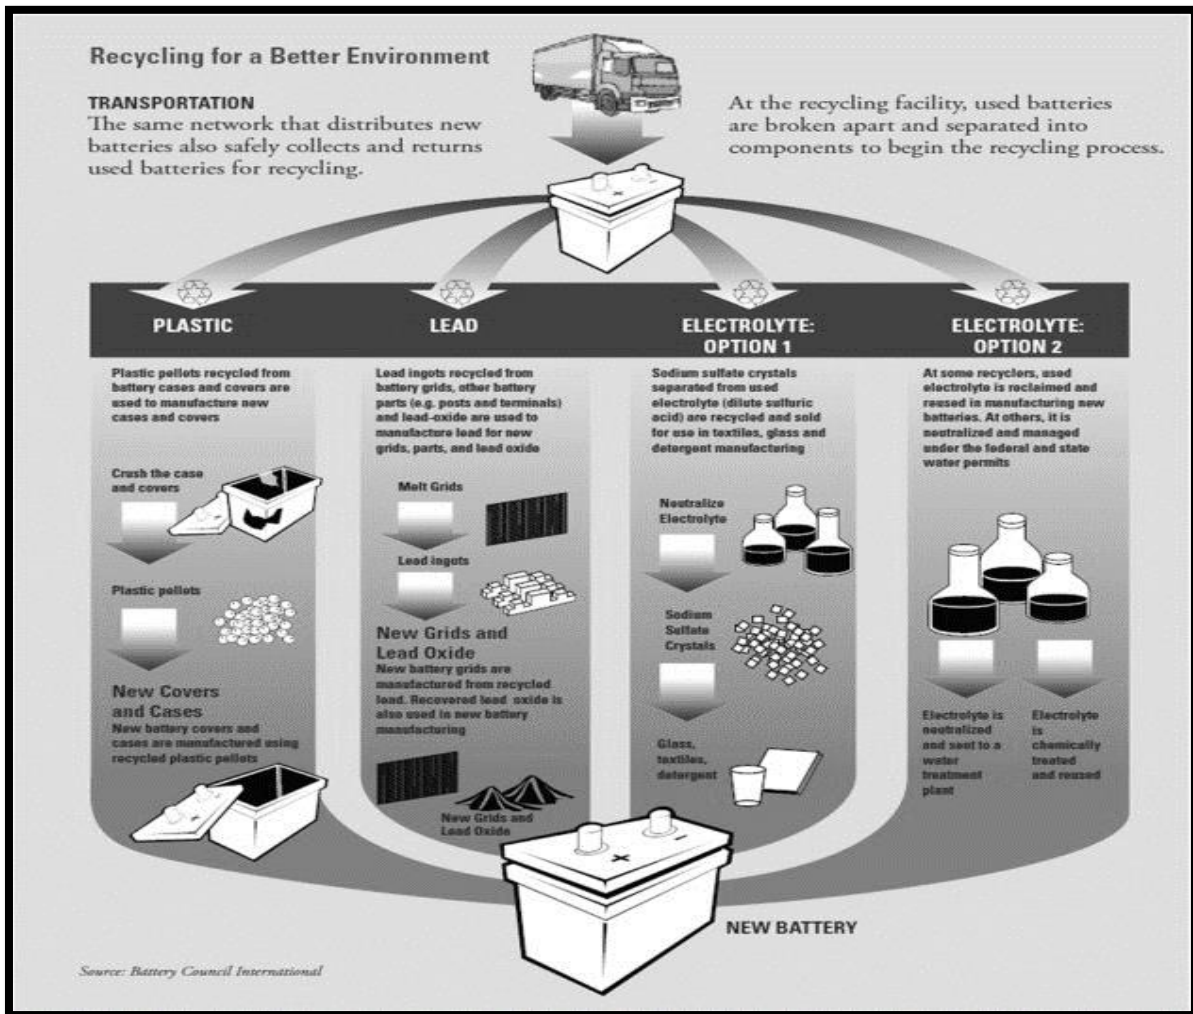 Recycling for a Better Environment
TRANSPORTATION
The same network that distributes new
batteries also safely collects and returns
used batteries for recycling.
At the recycling facility, used batteries
are broken apart and separated into
components to begin the recycling process.
PLASTIC
Plastic pellets recycled from
battery cases and covers are
used to manufacture new
cases and covers
Crush the case
and covers
Plastic pellets
New Covers
and Cases
New battery covers and
cases are manufactured using
recycled plastic pellets
LEAD
Lead ingots recycled from
battery grids, other battery
parts (e.g. posts and terminals)
and lead-oxide are used to
manufacture lead for new
grids, parts, and lead oxide
Melt Grids
Lead ingots
New Grids and
Lead Oxide
New battery grids are
manufactured from recycled
lead. Recovered lead oxide is
also used in new battery
manufacturing
New Grids and
Lead Oxide
ELECTROLYTE:
OPTION 1
Sodium sulfate crystals
separated from used
electrolyte (dilute sulfuric
acid) are recycled and sold
for use in textiles, glass and
detergent manufacturing
Neutralize
Electrolyte
Sodium
Sulfate
Crystals
Glass,
textiles,
detergent
ELECTROLYTE:
OPTION 2
At some recyclers, used
electrolyte is reclaimed and
reused in manufacturing new
batteries. At others, it is
neutralized and managed
under the federal and state
water permits
Electrolyte is
neutralized
and sent to a
water
treatment
plant
Electrolyte
is
chemically
treated
and reused
NEW BATTERY
Source: Battery Council International